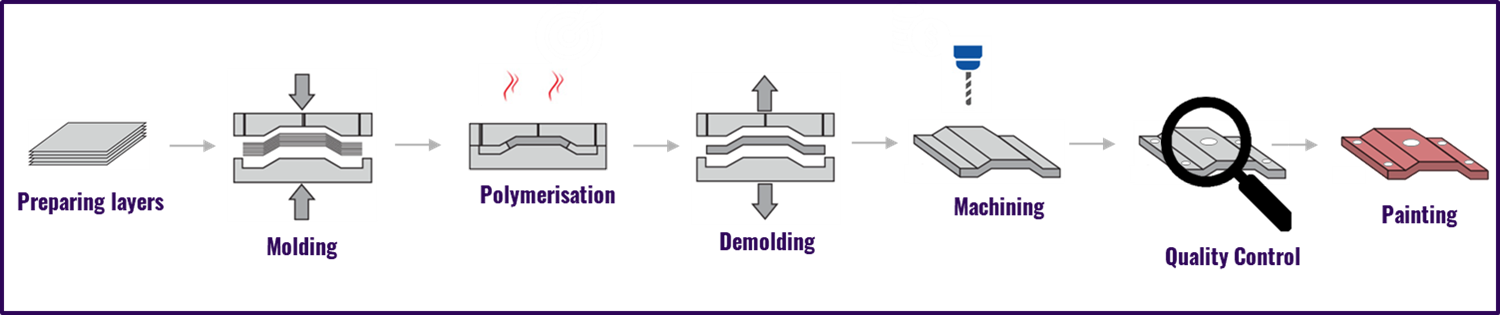 Preparing layers
Molding
Polymerisation
Demolding
Machining
Quality Control
Painting